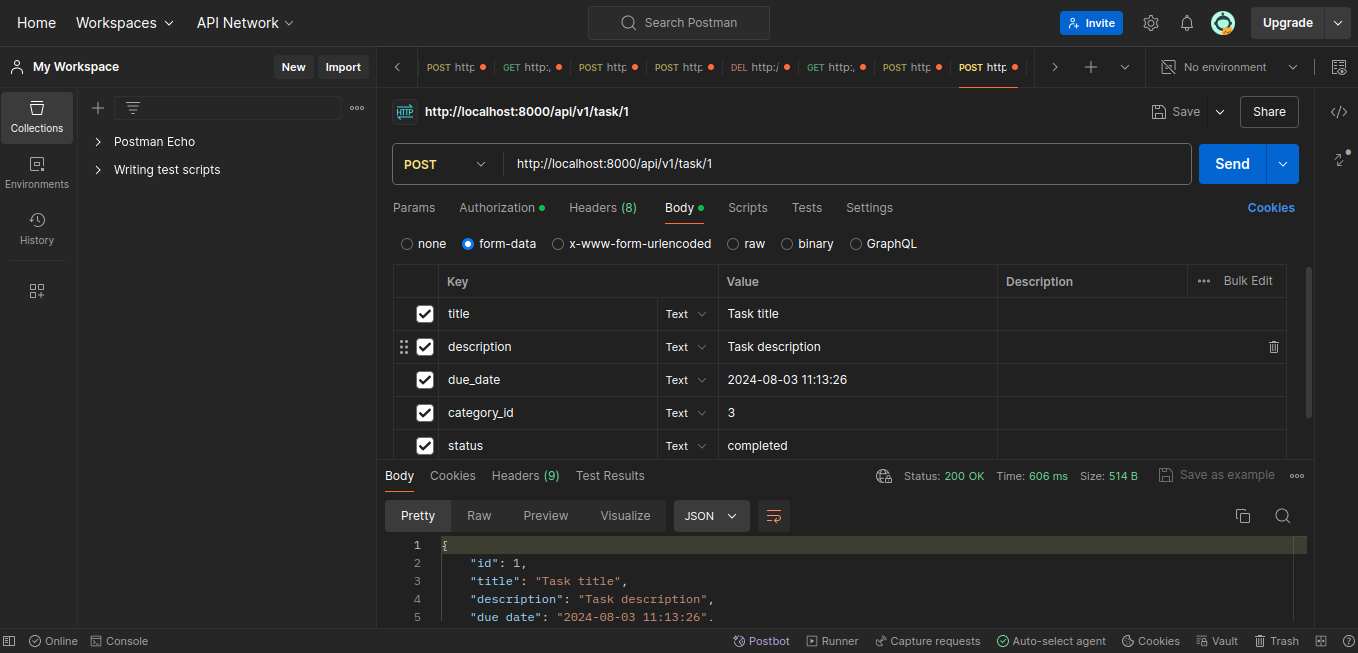 Home Workspaces API Network Search Postman Invite Upgrade
My Workspace New Import POST http GET http:, POST http POST http DEL http:/ GET http:, POST http POST http No environment
Collections
Environments
History
Postman Echo
Writing test scripts
HTTP http://localhost:8000/api/v1/task/1 Save Share
POST http://localhost:8000/api/v1/task/1 Send
Params Authorization Headers (8) Body Scripts Tests Settings Cookies
none form-data x-www-form-urlencoded raw binary GraphQL
Key Value Description Bulk Edit
title Text Task title
description Text Task description
due_date Text 2024-08-03 11:13:26
category_id Text 3
status Text completed
Body Cookies Headers (9) Test Results Status: 200 OK Time: 606 ms Size: 514 B Save as example
Pretty Raw Preview Visualize JSON
1 {
2 "id": 1,
3 "title": "Task title",
4 "description": "Task description",
5 "due date": "2024-08-03 11:13:26".
Online Console Postbot Runner Capture requests Auto-select agent Cookies Vault Trash